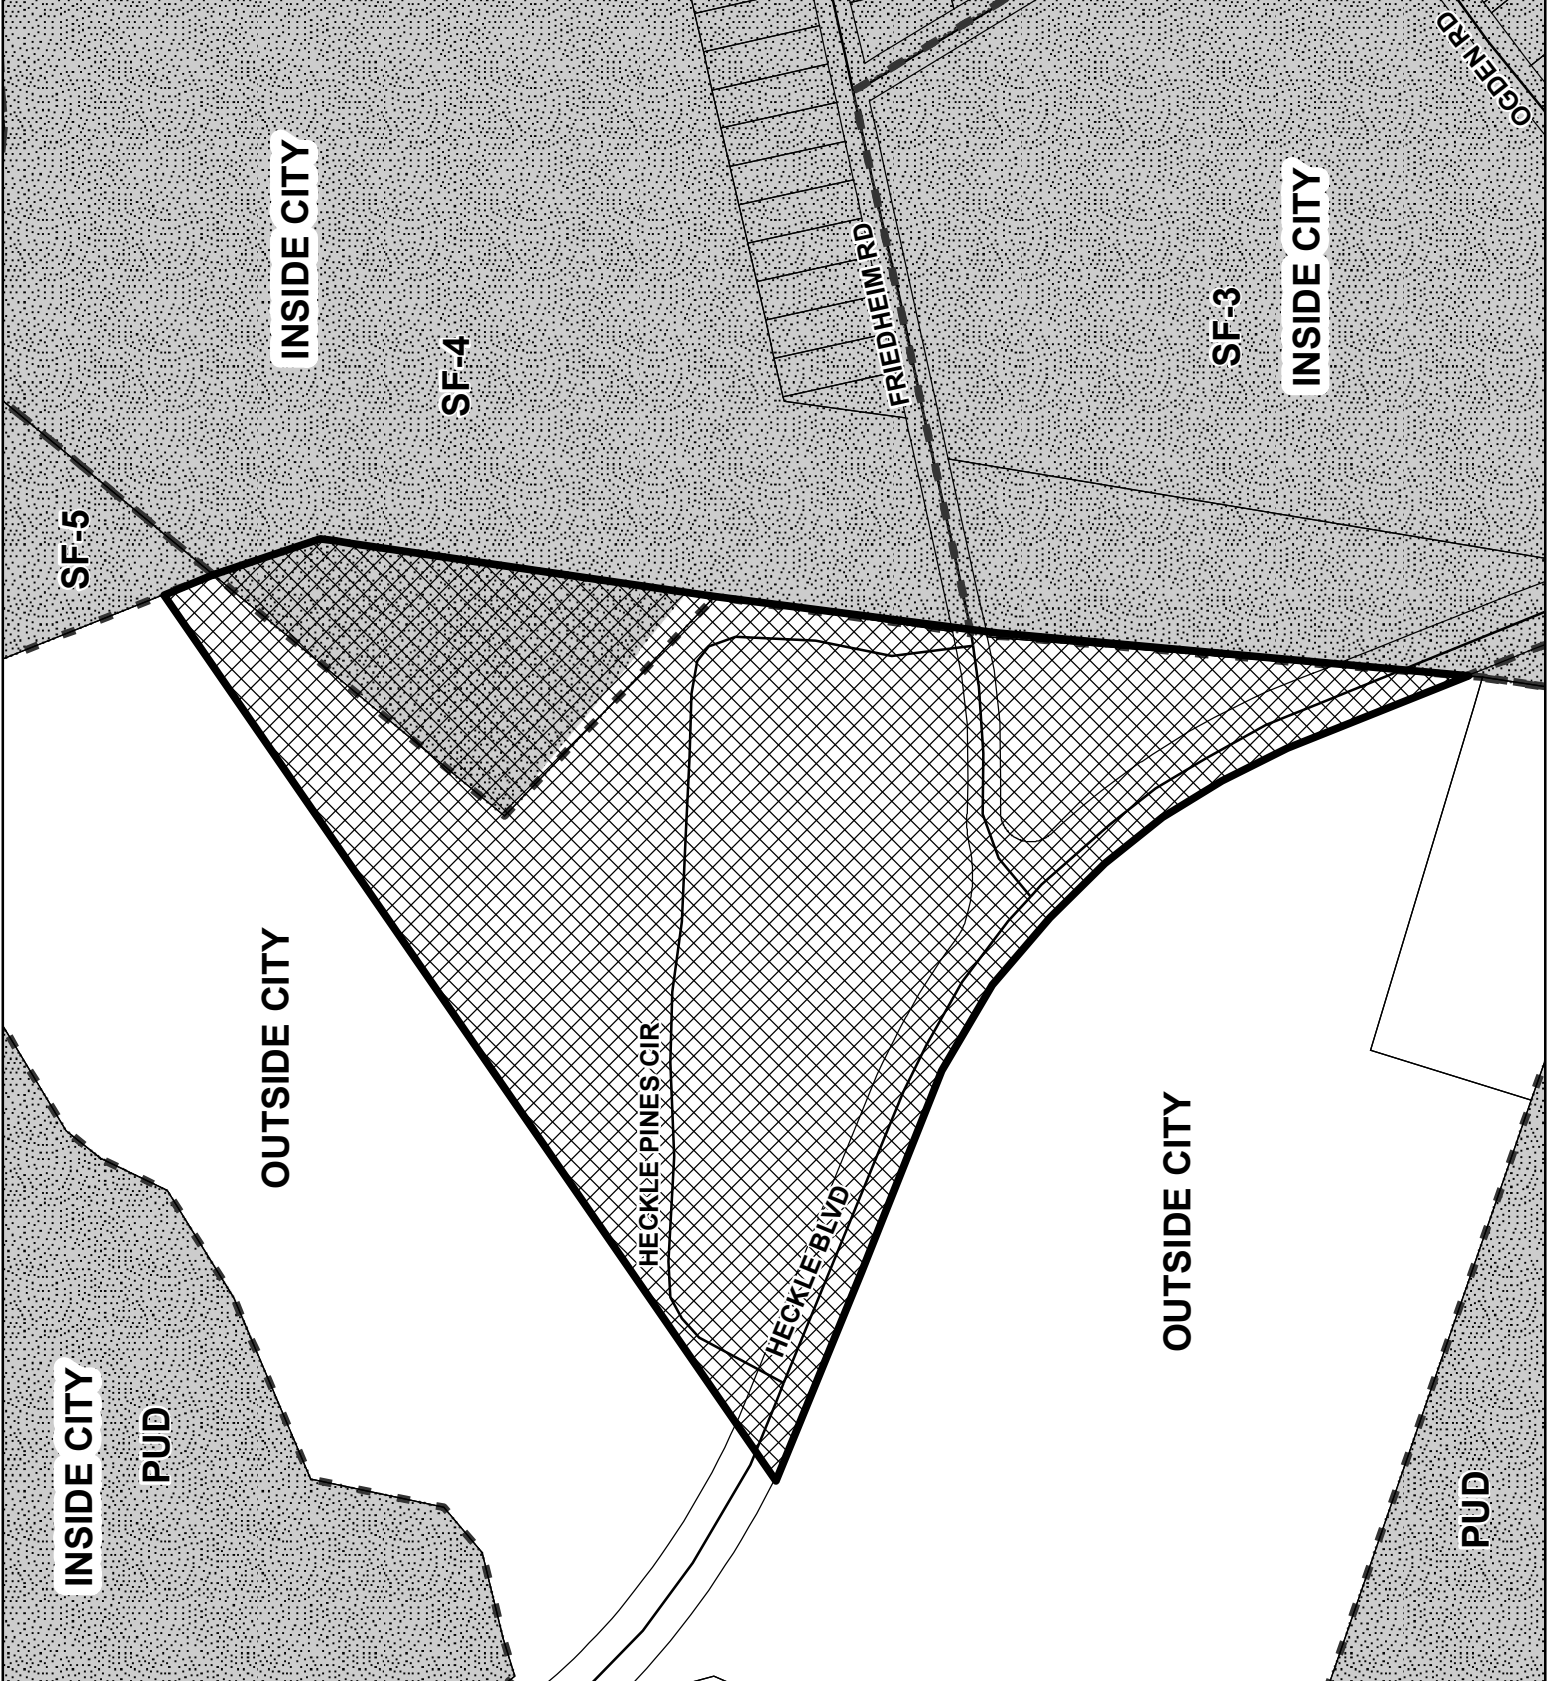 OGDEN RD
INSIDE CITY
INSIDE CITY
FRIEDHEIM RD
SF-4
SF-3
SF-5
OUTSIDE CITY
HECKLE PINES CIR
HECKLE BLVD
OUTSIDE CITY
INSIDE CITY
PUD
PUD